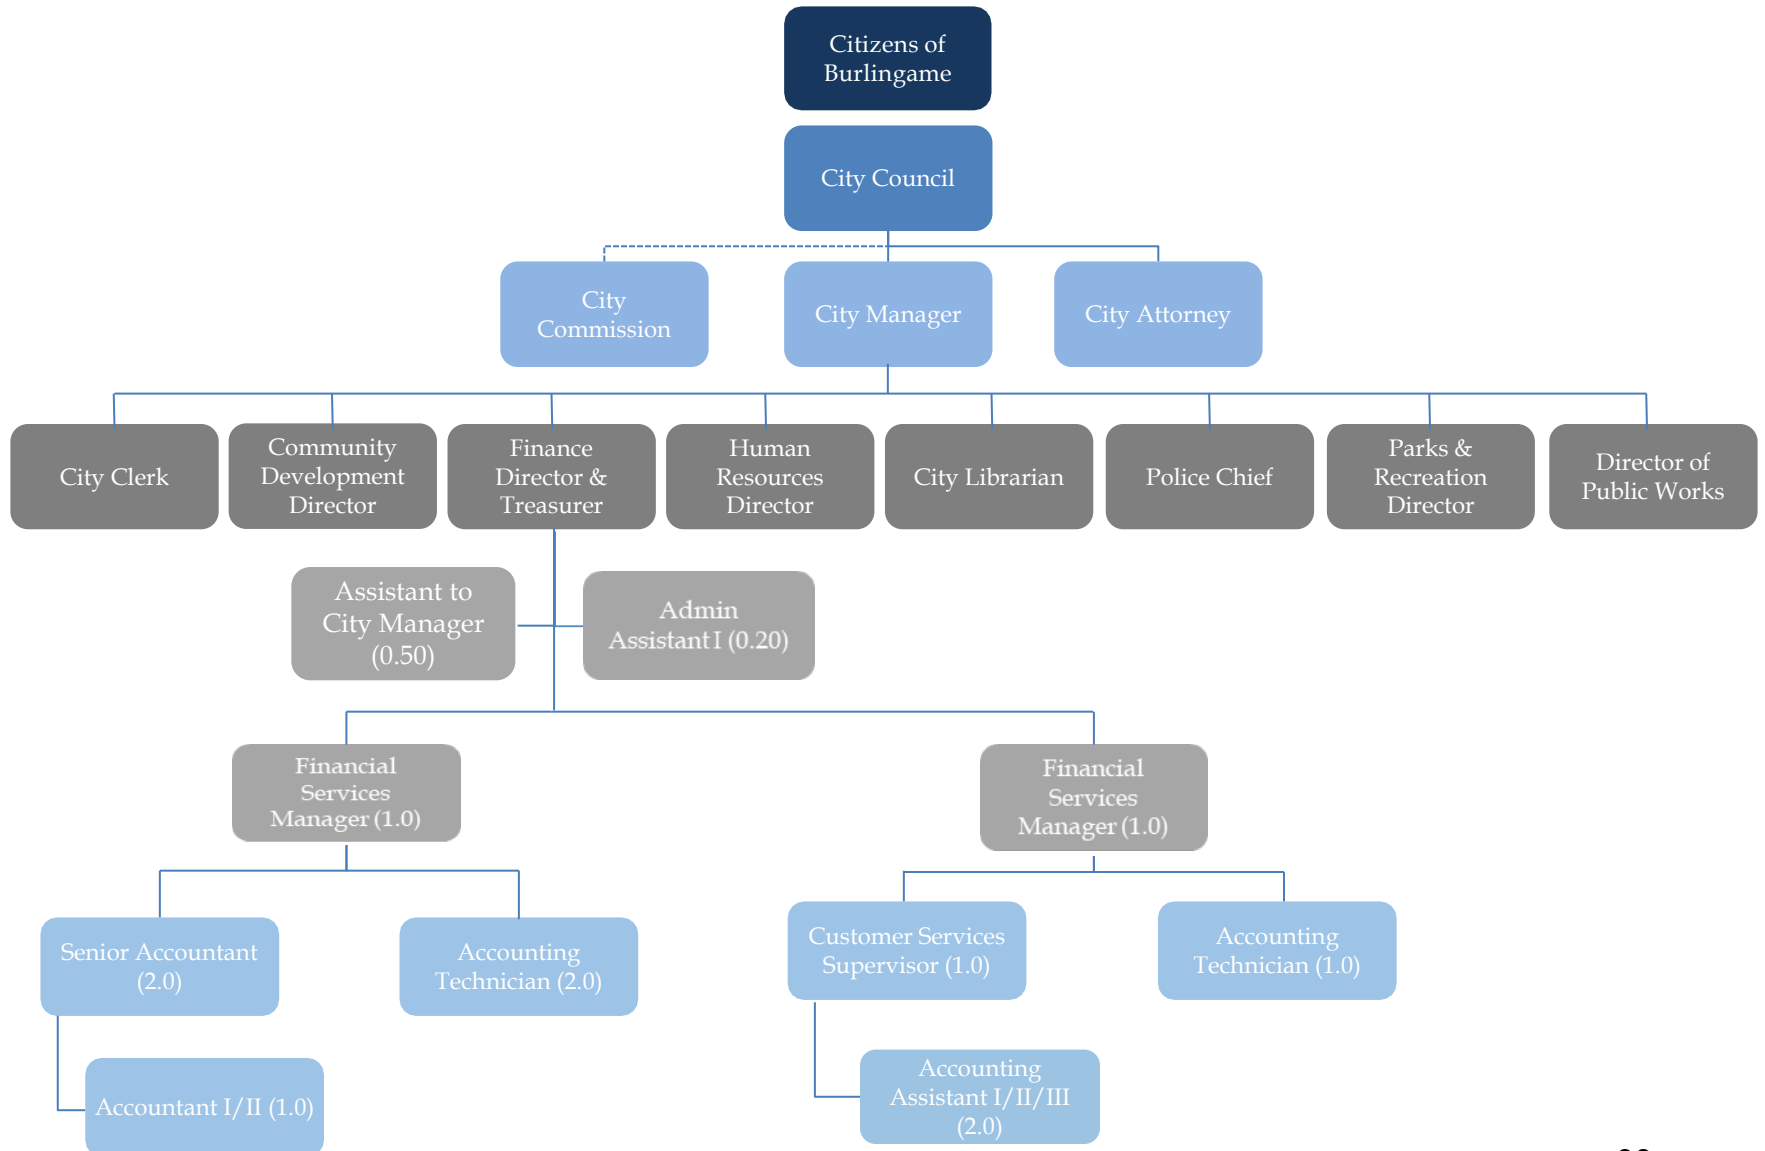 Citizens of
Burlingame
City Council
City
Commission
City Manager
City Attorney
City Clerk
Community
Development
Director
Finance
Director &
Treasurer
Human
Resources
Director
City Librarian
Police Chief
Parks &
Recreation
Director
Director of
Public Works
Assistant to
City Manager
(0.50)
Admin
Assistant I (0.20)
Financial
Services
Manager (1.0)
Financial
Services
Manager (1.0)
Senior Accountant
(2.0)
Accounting
Technician (2.0)
Customer Services
Supervisor (1.0)
Accounting
Technician (1.0)
Accountant I/II (1.0)
Accounting
Assistant I/II/III
(2.0)